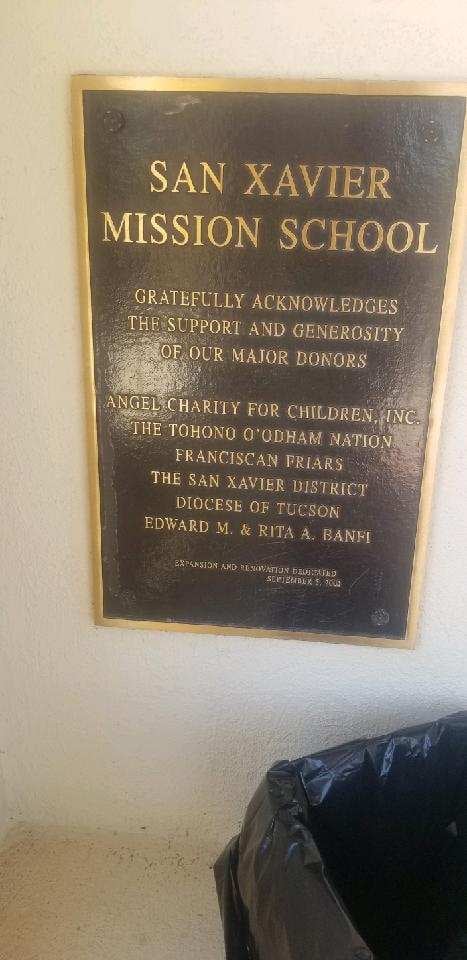 SAN XAVIER
MISSION SCHOOL
GRATEFULLY ACKNOWLEDGES
THE SUPPORT AND GENEROSITY
OF OUR MAJOR DONORS
ANGEL CHARITY FOR CHILDREN, INC.
THE TOHONO O'ODHAM NATION
FRANCISCAN FRIARS
THE SAN XAVIER DISTRICT
DIOCESE OF TUCSON
EDWARD M. & RITA A. BANFI
EXPANSION AND RENOVATION DEDICATED
SEPTEMBER